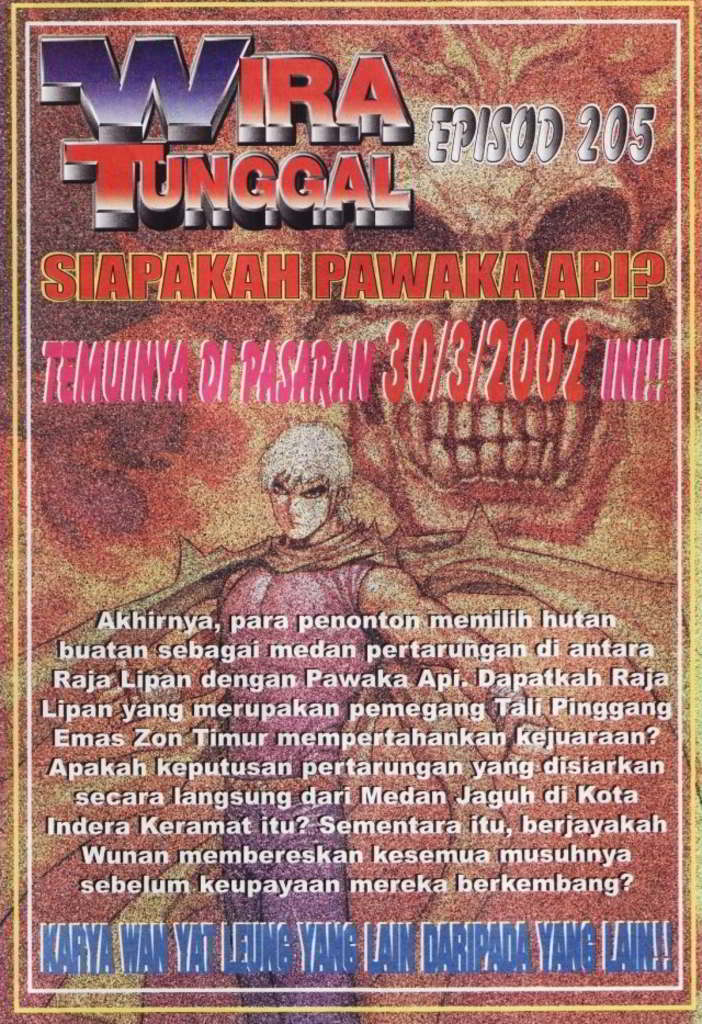 WIRA
TUNGGAL
EPISOD 205
SIAPAKAH PAWAKA API?
TEMUINYA DI PASARAN 30/3/2002 INI!!
Akhirnya, para penonton memilih hutan
buatan sebagai medan pertarungan di antara
Raja Lipan dengan Pawaka Api. Dapatkah Raja
Lipan yang merupakan pemegang Tali Pinggang
Emas Zon Timur mempertahankan kejuaraan?
Apakah keputusan pertarungan yang disiarkan
secara langsung dari Medan Jaguh di Kota
Indera Keramat itu? Sementara itu, berjayakah
Wunan membereskan kesemua musuhnya
sebelum keupayaan mereka berkembang?
KARYA WAN YAT LEUNG YANG LAIN DARIPADA YANG LAIN!!